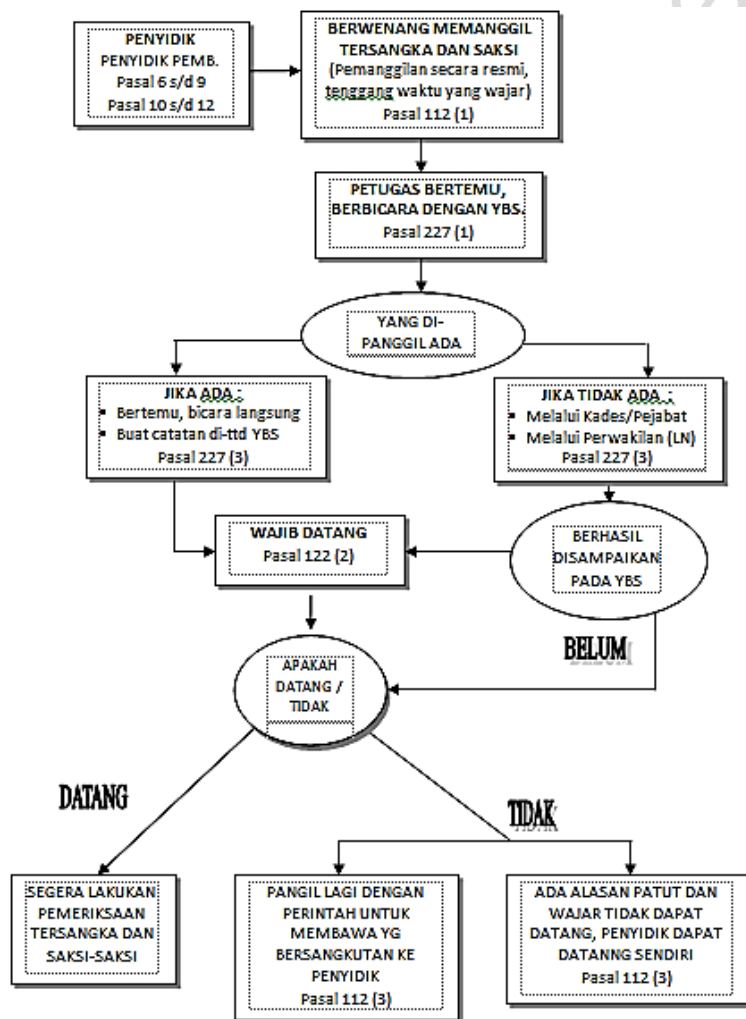 PENYIDIK
PENYIDIK PEMB.
Pasal 6 s/d 9
Pasal 10 s/d 12
BERWENANG MEMANGGIL
TERSANGKA DAN SAKSI
(Pemanggilan secara resmi,
tenggang waktu yang wajar)
Pasal 112 (1)
PETUGAS BERTEMU,
BERBICARA DENGAN YBS.
Pasal 227 (1)
YANG DI-
PANGGIL ADA
JIKA ADA :
▪ Bertemu, bicara langsung
▪ Buat catatan di-ttd YBS
Pasal 227 (3)
JIKA TIDAK ADA :
▪ Melalui Kades/Pejabat
▪ Melalui Perwakilan (LN)
Pasal 227 (3)
WAJIB DATANG
Pasal 122 (2)
BERHASIL
DISAMPAIKAN
PADA YBS
BELUM
APAKAH
DATANG /
TIDAK
DATANG
TIDAK
SEGERA LAKUKAN
PEMERIKSAAN
TERSANGKA DAN
SAKSI-SAKSI
PANGIL LAGI DENGAN
PERINTAH UNTUK
MEMBAWA YG
BERSANGKUTAN KE
PENYIDIK
Pasal 112 (3)
ADA ALASAN PATUT DAN
WAJAR TIDAK DAPAT
DATANG, PENYIDIK DAPAT
DATANNG SENDIRI
Pasal 112 (3)